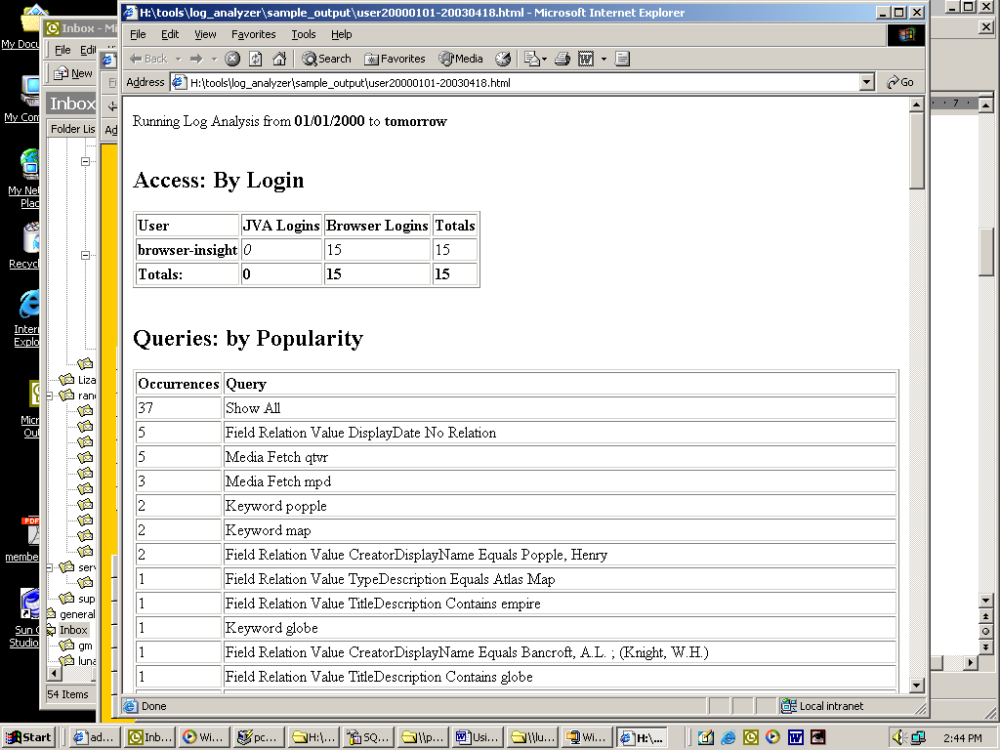 H:\tools\log_analyzer\sample_output\user20000101-20030418.html - Microsoft Internet Explorer
File Edit View Favorites Tools Help
Back Search Favorites Media
Address H:\tools\log_analyzer\sample_output\user20000101-20030418.html Go
Running Log Analysis from 01/01/2000 to tomorrow
Access: By Login
User JVA Logins Browser Logins Totals
browser-insight 0 15 15
Totals: 0 15 15
Queries: by Popularity
Occurrences Query
37 Show All
5 Field Relation Value DisplayDate No Relation
5 Media Fetch qtvr
3 Media Fetch mpd
2 Keyword popple
2 Keyword map
2 Field Relation Value CreatorDisplayName Equals Popple, Henry
1 Field Relation Value TypeDescription Equals Atlas Map
1 Field Relation Value TitleDescription Contains empire
1 Keyword globe
1 Field Relation Value CreatorDisplayName Equals Bancroft, A.L. ; (Knight, W.H.)
1 Field Relation Value TitleDescription Contains globe
Done Local intranet
My Docu
My Com
My Net
Plac
Recyc
Intern
Explo
Micr
Ou
PDF
membe
Sun O
Studio
Inbox - Mi
File Edi
New
Inbox
Folder Lis
Ad
Liza
rand
serv
sup
general
Inbox
gm
luna
54 Items
7
Start ad... Inb... Wi... pc... H:\... SQ... \\p... Usi... \\lu... Wi... H:\... 2:44 PM